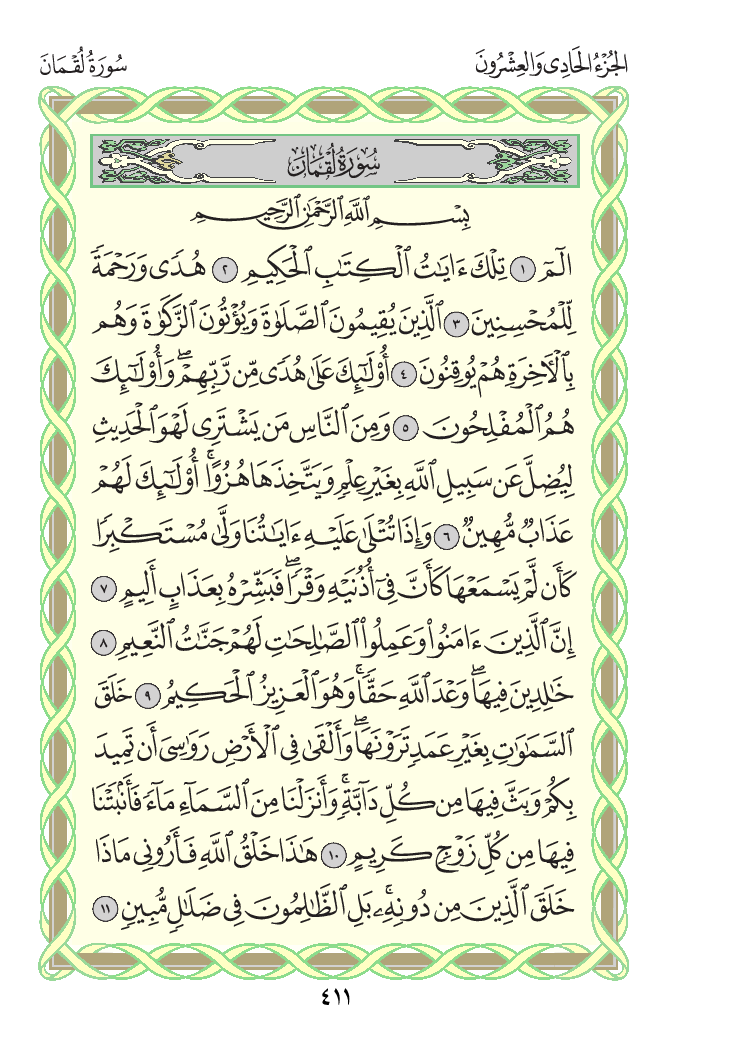 الجُزْءُ الحَادِى وَالعِشْرُونَ
سُورَةُ لُقْمَانَ
سُورَةُ لُقْمَانَ
بِسْمِ ٱللَّهِ ٱلرَّحْمَٰنِ ٱلرَّحِيمِ
الٓمٓ ١ تِلْكَ ءَايَٰتُ ٱلْكِتَٰبِ ٱلْحَكِيمِ ٢ هُدًى وَرَحْمَةً
لِّلْمُحْسِنِينَ ٣ ٱلَّذِينَ يُقِيمُونَ ٱلصَّلَوٰةَ وَيُؤْتُونَ ٱلزَّكَوٰةَ وَهُم
بِٱلْءَاخِرَةِ هُمْ يُوقِنُونَ ٤ أُو۟لَٰٓئِكَ عَلَىٰ هُدًى مِّن رَّبِّهِمْ ۖ وَأُو۟لَٰٓئِكَ
هُمُ ٱلْمُفْلِحُونَ ٥ وَمِنَ ٱلنَّاسِ مَن يَشْتَرِى لَهْوَ ٱلْحَدِيثِ
لِيُضِلَّ عَن سَبِيلِ ٱللَّهِ بِغَيْرِ عِلْمٍ وَيَتَّخِذَهَا هُزُوًا ۚ أُو۟لَٰٓئِكَ لَهُمْ
عَذَابٌ مُّهِينٌ ٦ وَإِذَا تُتْلَىٰ عَلَيْهِ ءَايَٰتُنَا وَلَّىٰ مُسْتَكْبِرًا
كَأَن لَّمْ يَسْمَعْهَا كَأَنَّ فِىٓ أُذُنَيْهِ وَقْرًا ۖ فَبَشِّرْهُ بِعَذَابٍ أَلِيمٍ ٧
إِنَّ ٱلَّذِينَ ءَامَنُوا۟ وَعَمِلُوا۟ ٱلصَّٰلِحَٰتِ لَهُمْ جَنَّٰتُ ٱلنَّعِيمِ ٨
خَٰلِدِينَ فِيهَا ۖ وَعْدَ ٱللَّهِ حَقًّا ۚ وَهُوَ ٱلْعَزِيزُ ٱلْحَكِيمُ ٩ خَلَقَ
ٱلسَّمَٰوَٰتِ بِغَيْرِ عَمَدٍ تَرَوْنَهَا ۖ وَأَلْقَىٰ فِى ٱلْأَرْضِ رَوَٰسِىَ أَن تَمِيدَ
بِكُمْ وَبَثَّ فِيهَا مِن كُلِّ دَآبَّةٍ ۚ وَأَنزَلْنَا مِنَ ٱلسَّمَآءِ مَآءً فَأَنۢبَتْنَا
فِيهَا مِن كُلِّ زَوْجٍ كَرِيمٍ ١٠ هَٰذَا خَلْقُ ٱللَّهِ فَأَرُونِى مَاذَا
خَلَقَ ٱلَّذِينَ مِن دُونِهِۦ ۚ بَلِ ٱلظَّٰلِمُونَ فِى ضَلَٰلٍ مُّبِينٍ ١١
٤١١